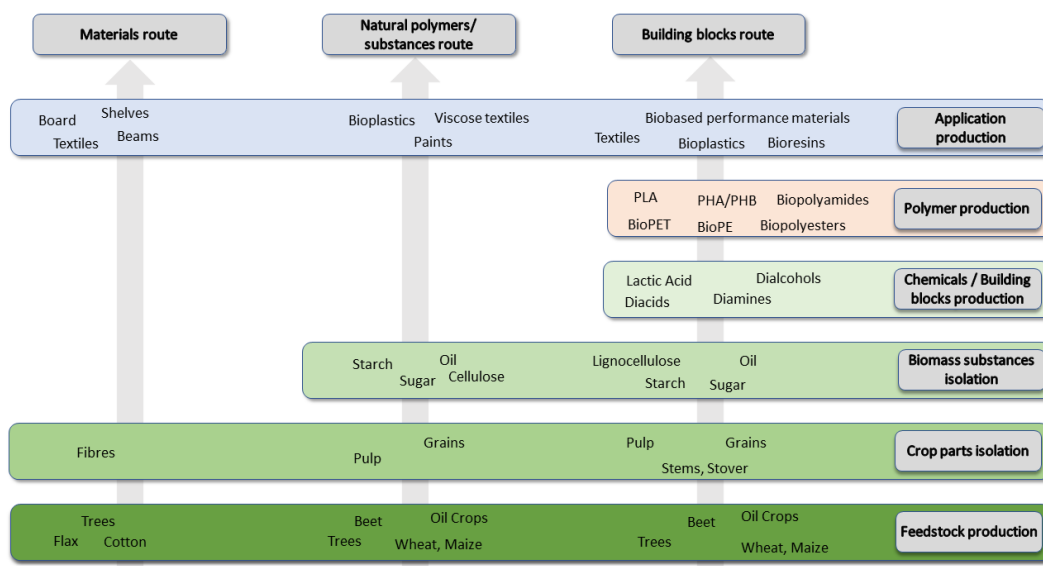 Materials route
Natural polymers/
substances route
Building blocks route
Board
Shelves
Textiles
Beams
Bioplastics
Viscose textiles
Paints
Biobased performance materials
Textiles
Bioplastics
Bioresins
Application
production
PLA
PHA/PHB
Biopolyamides
BioPET
BioPE
Biopolyesters
Polymer production
Lactic Acid
Dialcohols
Diacids
Diamines
Chemicals / Building
blocks production
Starch
Oil
Sugar
Cellulose
Lignocellulose
Oil
Starch
Sugar
Biomass substances
isolation
Fibres
Grains
Pulp
Pulp
Grains
Stems, Stover
Crop parts isolation
Trees
Flax
Cotton
Beet
Oil Crops
Trees
Wheat, Maize
Beet
Oil Crops
Trees
Wheat, Maize
Feedstock production